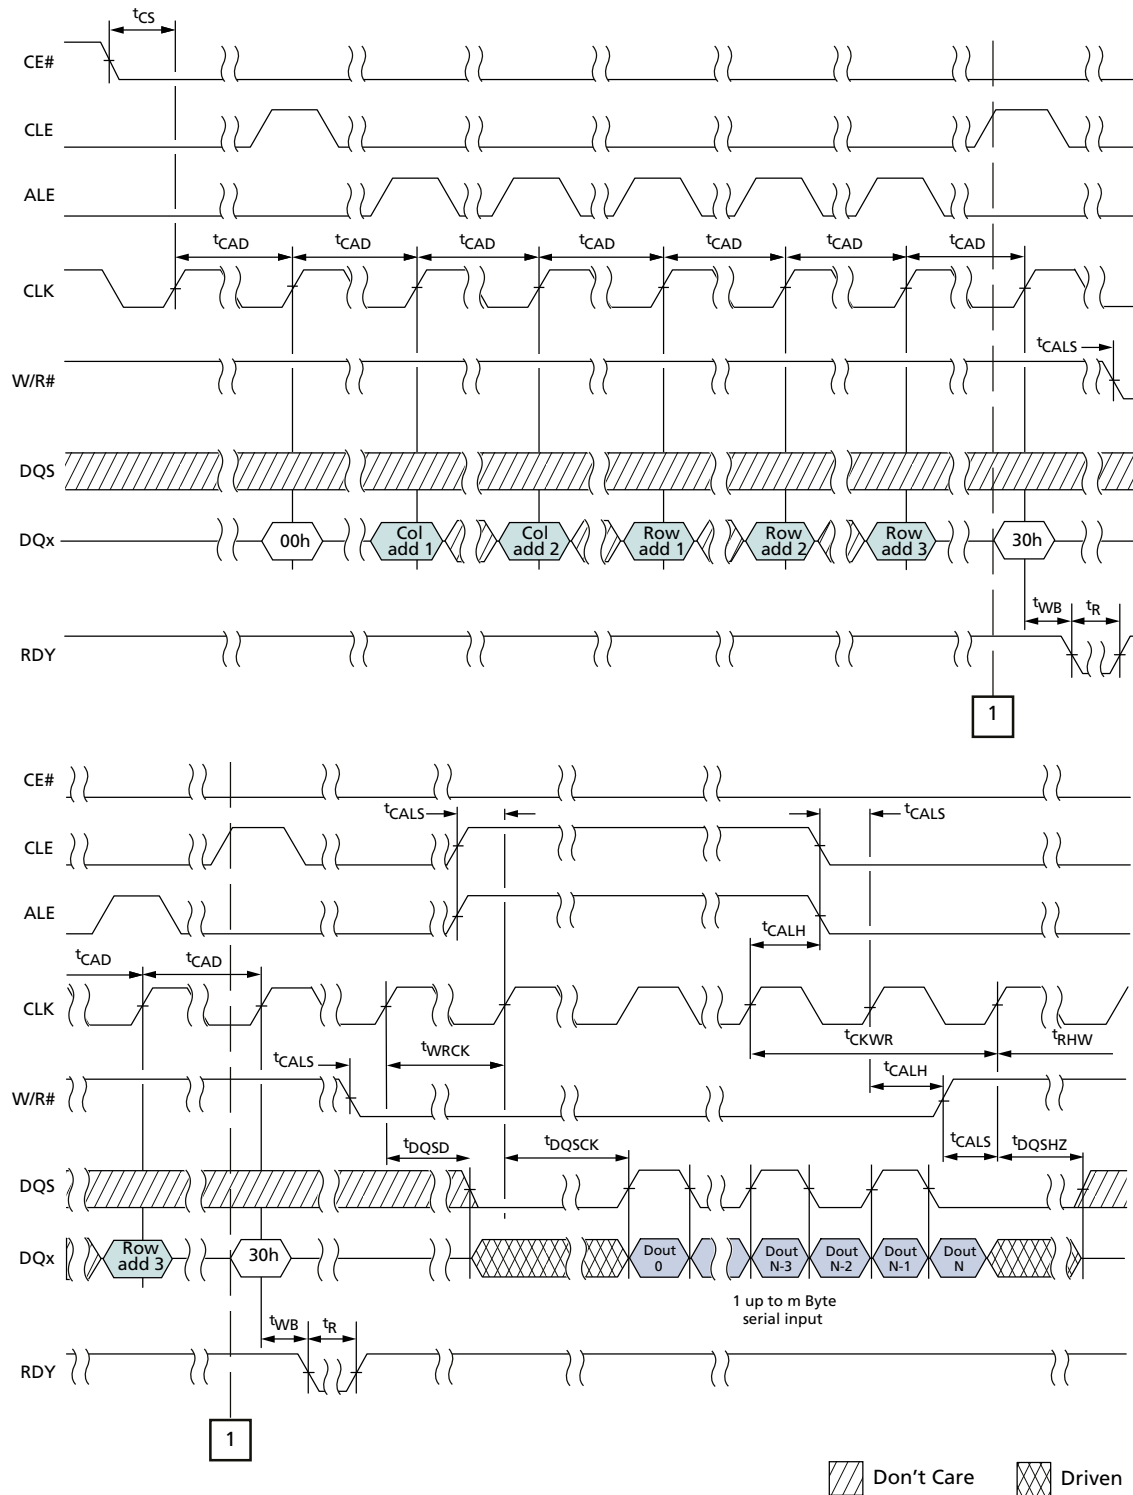 tCS
CE#
CLE
ALE
tCAD tCAD tCAD tCAD tCAD tCAD tCAD
CLK
tCALS
W/R#
DQS
DQx 00h Col add 1 Col add 2 Row add 1 Row add 2 Row add 3 30h
tWB tR
RDY
1
CE#
tCALS tCALS
CLE
ALE
tCALH
tCAD tCAD
CLK
tCALS tWRCK tCKWR tRHW
tCALH
W/R#
tDQSD tDQSCK tCALS tDQSHZ
DQS
DQx Row add 3 30h Dout 0 Dout N-3 Dout N-2 Dout N-1 Dout N
1 up to m Byte
serial input
tWB tR
RDY
1
Don't Care Driven